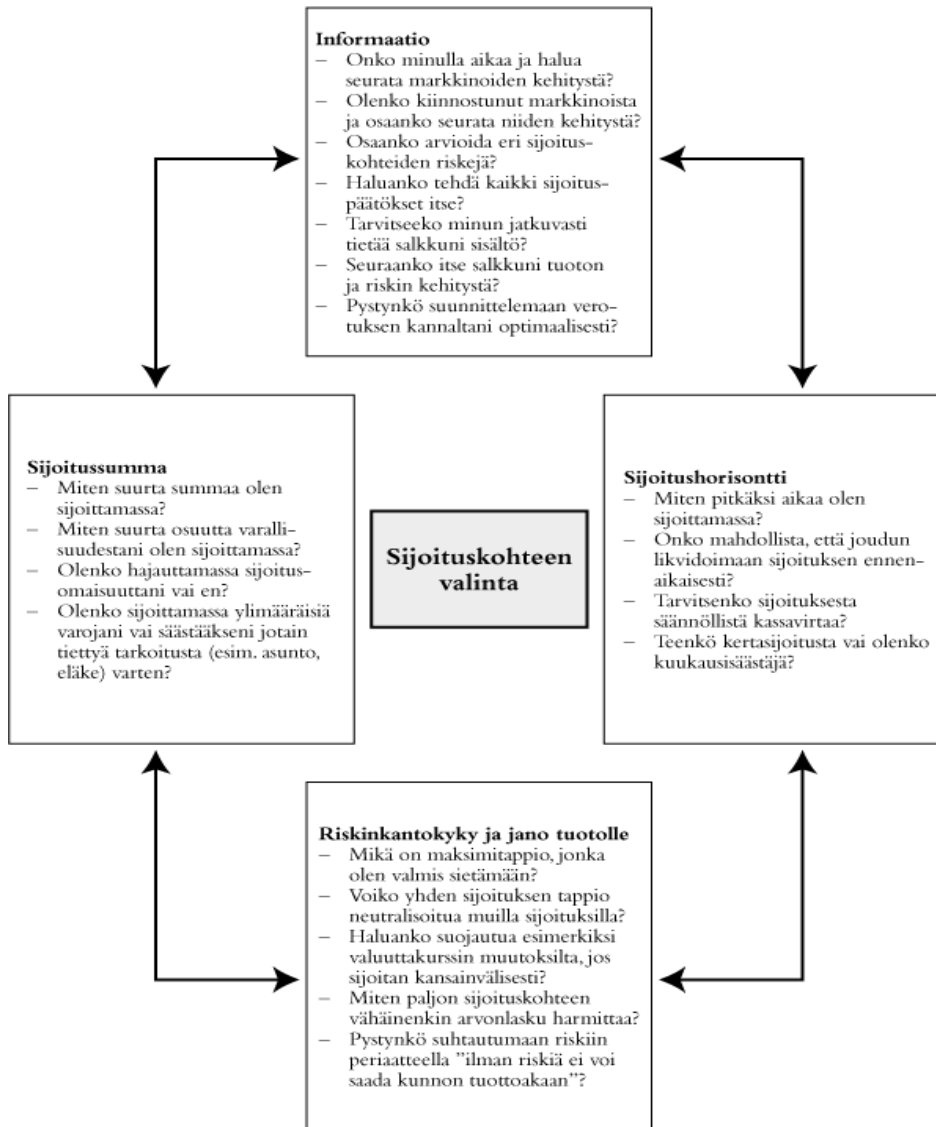 Informaatio
– Onko minulla aikaa ja halua
seurata markkinoiden kehitystä?
– Olenko kiinnostunut markkinoista
ja osaanko seurata niiden kehitystä?
– Osaanko arvioida eri sijoitus-
kohteiden riskejä?
– Haluanko tehdä kaikki sijoitus-
päätökset itse?
– Tarvitseeko minun jatkuvasti
tietää salkkuni sisältö?
– Seuraanko itse salkkuni tuoton
ja riskin kehitystä?
– Pystynkö suunnittelemaan vero-
tuksen kannaltani optimaalisesti?
Sijoitussumma
– Miten suurta summaa olen
sijoittamassa?
– Miten suurta osuutta varalli-
suudestani olen sijoittamassa?
– Olenko hajauttamassa sijoitus-
omaisuuttani vai en?
– Olenko sijoittamassa ylimääräisiä
varojani vai säästääkseni jotain
tiettyä tarkoitusta (esim. asunto,
eläke) varten?
Sijoituskohteen
valinta
Sijoitushorisontti
– Miten pitkäksi aikaa olen
sijoittamassa?
– Onko mahdollista, että joudun
likvidoimaan sijoituksen ennen-
aikaisesti?
– Tarvitsenko sijoituksesta
säännöllistä kassavirtaa?
– Teenkö kertasijoitusta vai olenko
kuukausisäästäjä?
Riskinkantokyky ja jano tuotolle
– Mikä on maksimitappio, jonka
olen valmis sietämään?
– Voiko yhden sijoituksen tappio
neutralisoitua muilla sijoituksilla?
– Haluanko suojautua esimerkiksi
valuuttakurssin muutoksilta, jos
sijoitan kansainvälisesti?
– Miten paljon sijoituskohteen
vähäinenkin arvonlasku harmittaa?
– Pystynkö suhtautumaan riskiin
periaatteella ”ilman riskiä ei voi
saada kunnon tuottoakaan”?